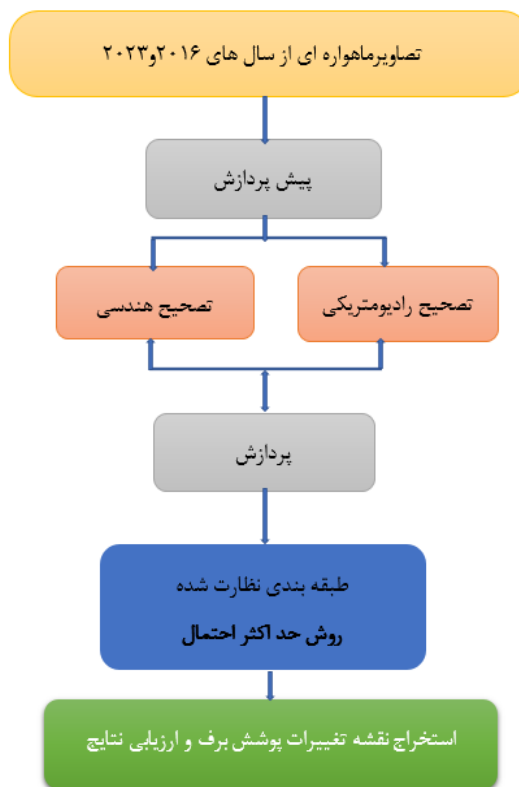 تصاویرماهواره ای از سال های ۲۰۱۶و۲۰۲۳
پیش پردازش
تصحیح رادیومتریکی
تصحیح هندسی
پردازش
طبقه بندی نظارت شده
روش حد اکثر احتمال
استخراج نقشه تغییرات پوشش برف و ارزیابی نتایج